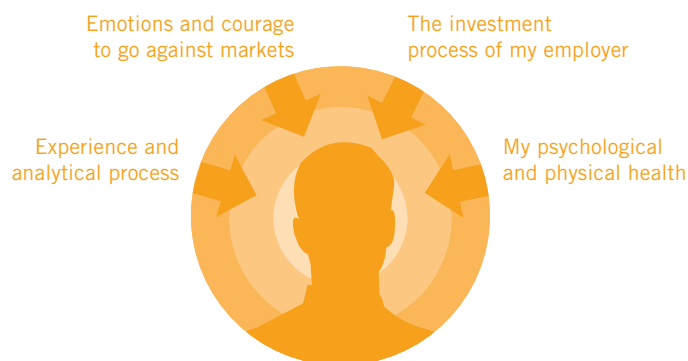 Emotions and courage
to go against markets
The investment
process of my employer
Experience and
analytical process
My psychological
and physical health